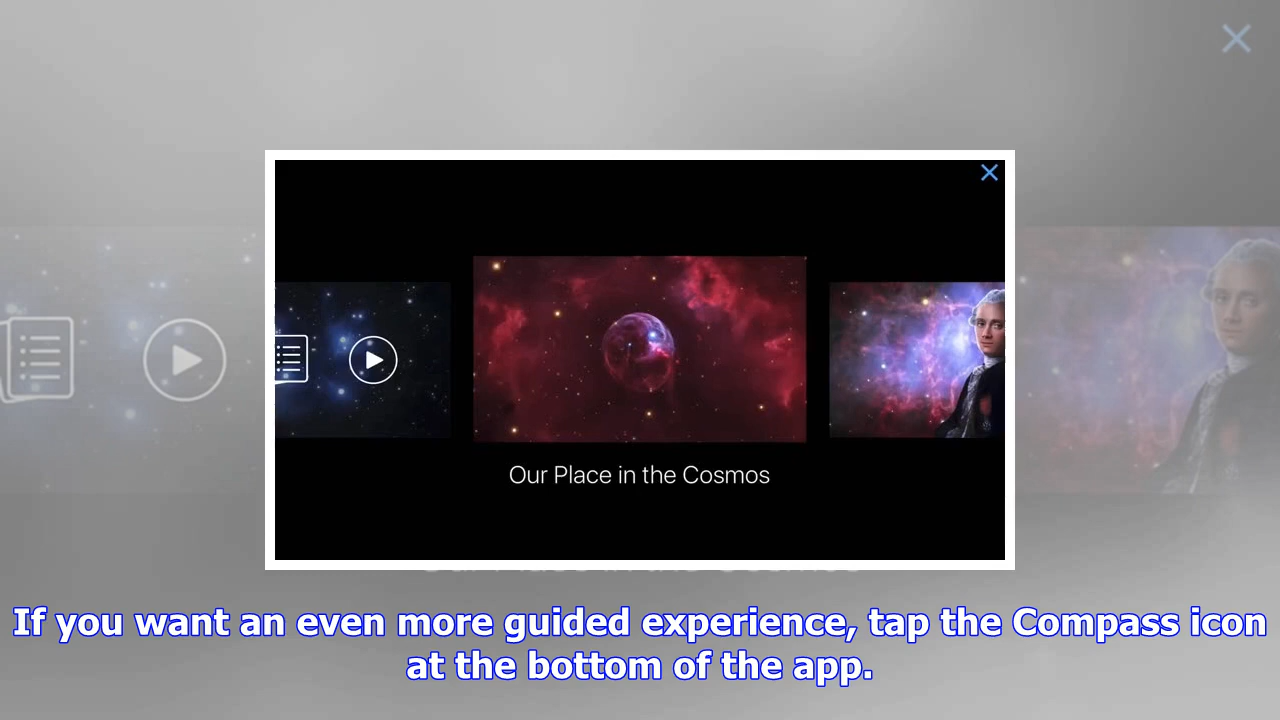 Our Place in the Cosmos
If you want an even more guided experience, tap the Compass icon
at the bottom of the app.